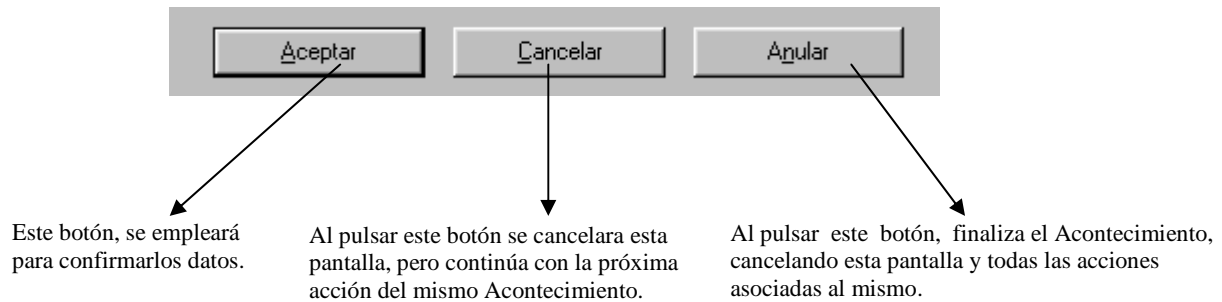 Aceptar Cancelar Anular
Este botón, se empleará
para confirmarlos datos.
Al pulsar este botón se cancelara esta
pantalla, pero continúa con la próxima
acción del mismo Acontecimiento.
Al pulsar este botón, finaliza el Acontecimiento,
cancelando esta pantalla y todas las acciones
asociadas al mismo.